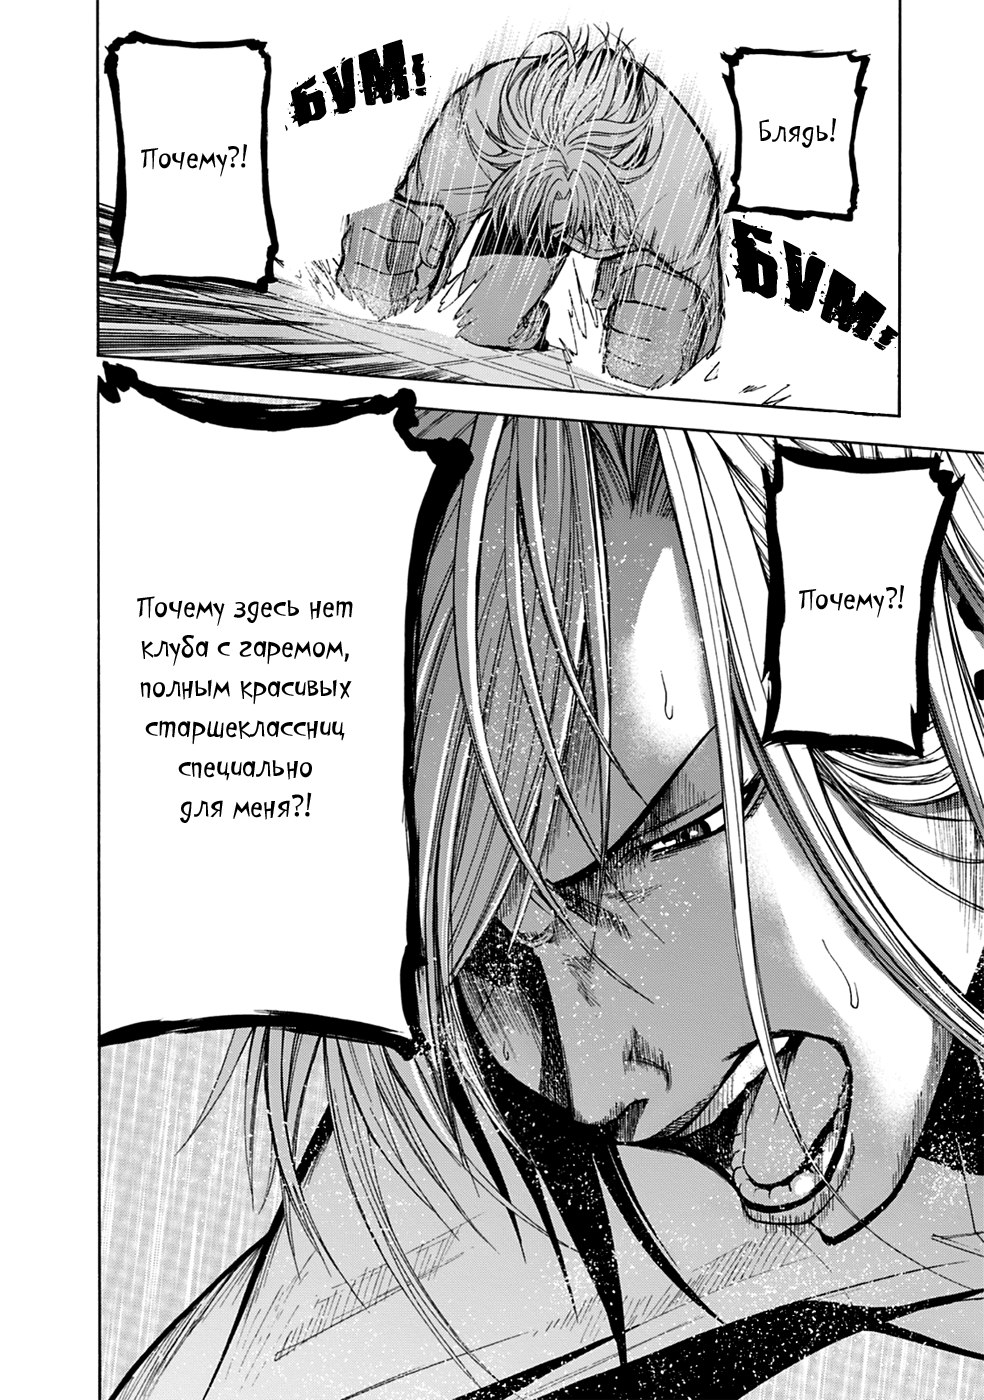 Блядь!
БУМ!
БУМ!
Почему?!
Почему?!
Почему здесь нет
клуба с гаремом,
полным красивых
старшеклассниц
специально
для меня?!